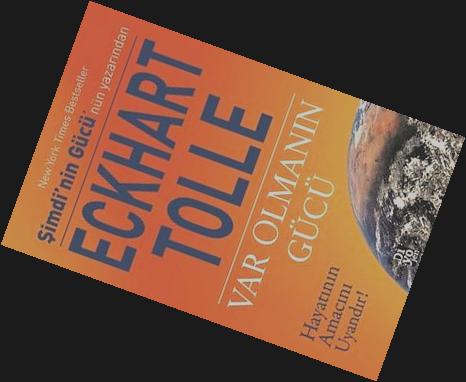 New York Times Bestseller
Şimdi'nin Gücü'nün yazarından
ECKHART
TOLLE
VAR OLMANIN
GÜCÜ
Hayatının
Amacını
Uyandır!